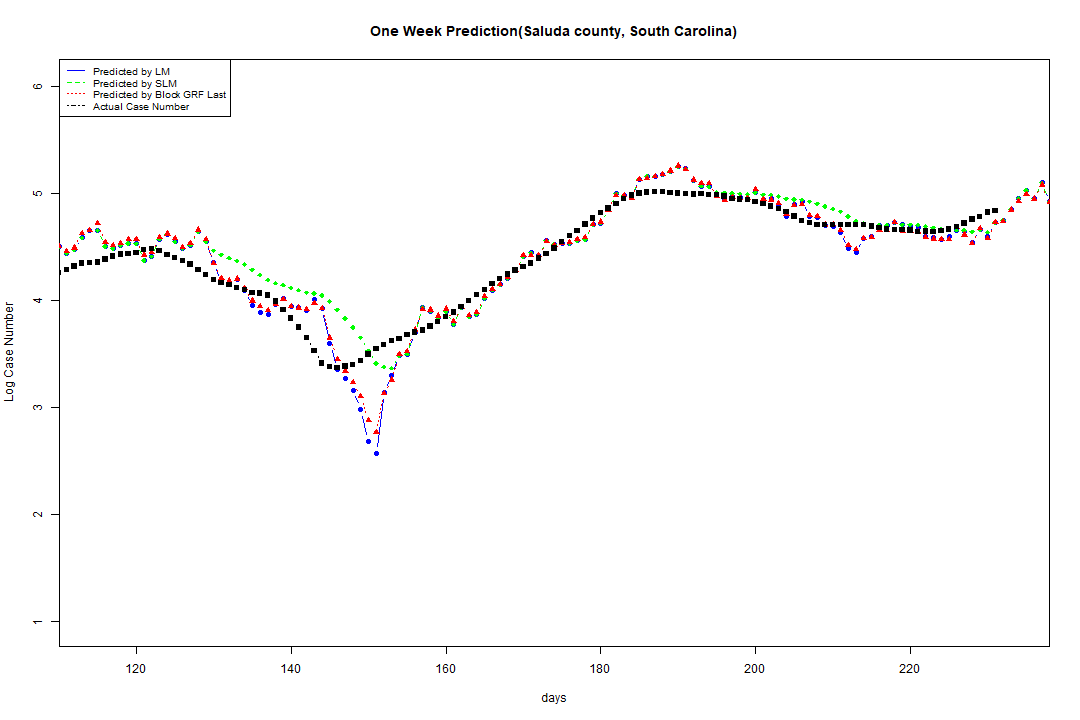 One Week Prediction(Saluda county, South Carolina)
Predicted by LM
Predicted by SLM
Predicted by Block GRF Last
Actual Case Number
6
5
4
3
2
1
Log Case Number
120 140 160 180 200 220
days